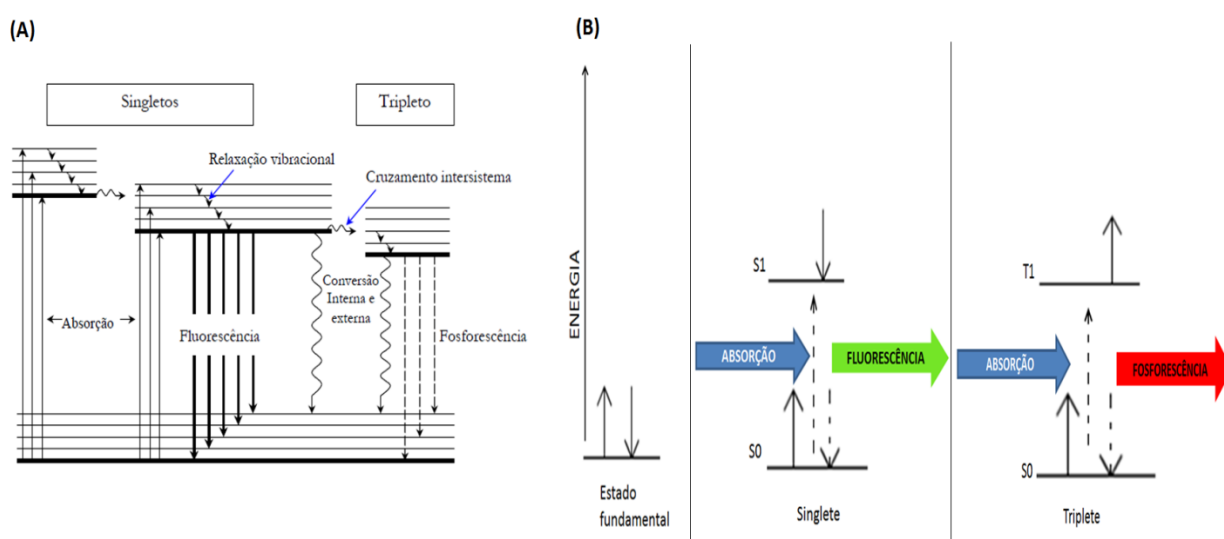 (A)
Singletos
Tripleto
Relaxação vibracional
Cruzamento intersistema
Absorção
Fluorescência
Conversão
Interna e
externa
Fosforescência
(B)
ENERGIA
Estado
fundamental
S1
ABSORÇÃO
FLUORESCÊNCIA
S0
Singlete
T1
ABSORÇÃO
FOSFORESCÊNCIA
S0
Triplete